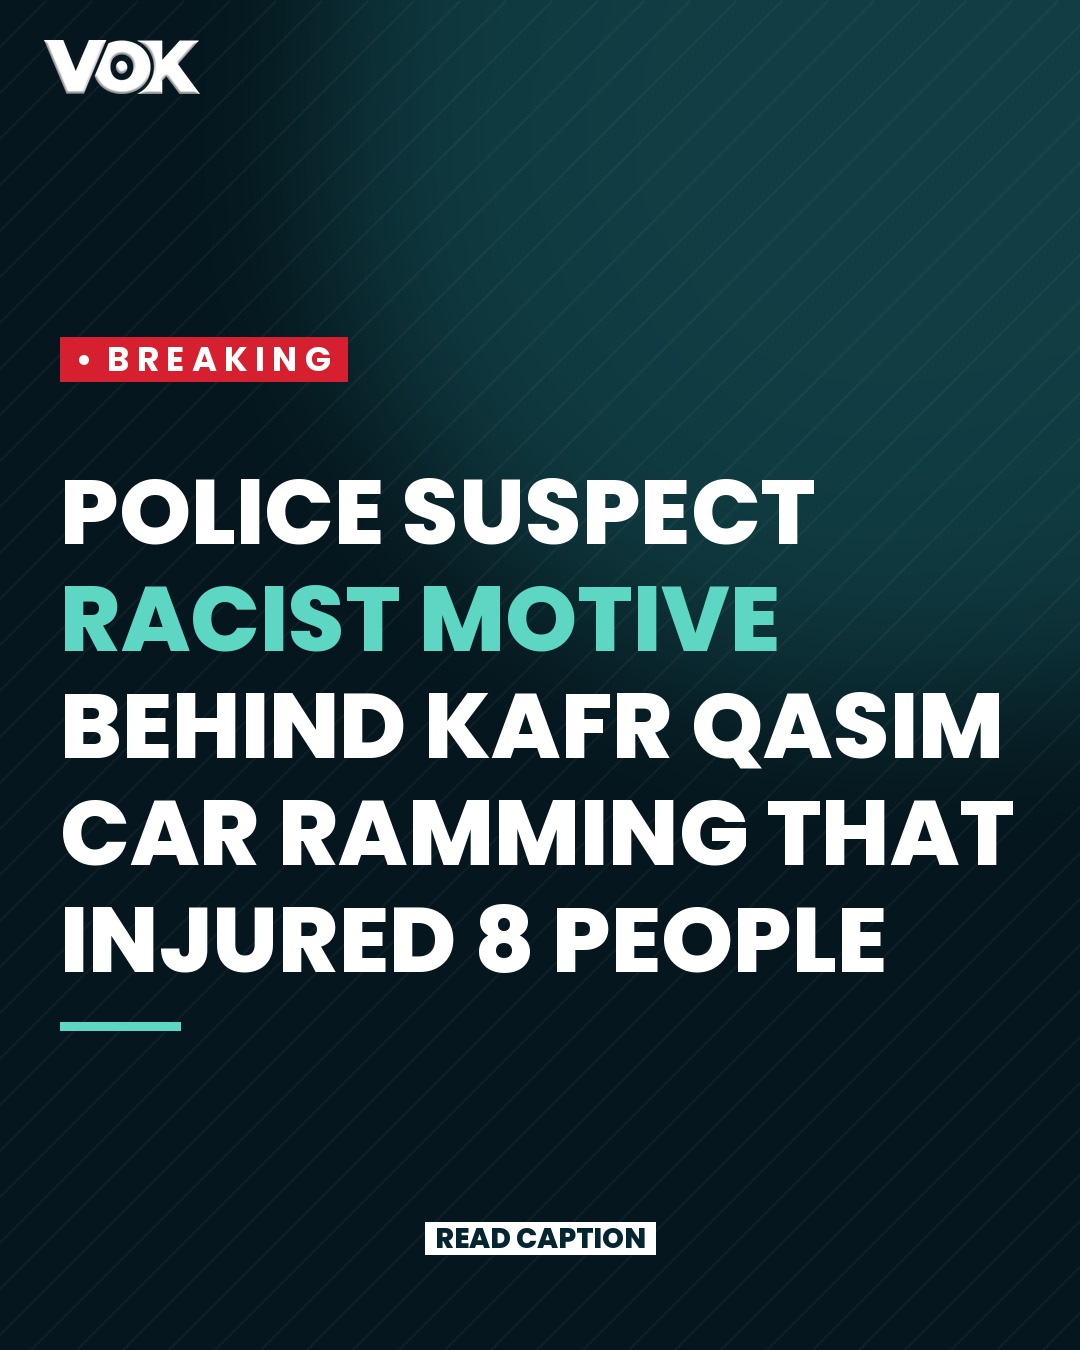 VOK
• BREAKING
POLICE SUSPECT
RACIST MOTIVE
BEHIND KAFR QASIM
CAR RAMMING THAT
INJURED 8 PEOPLE
READ CAPTION